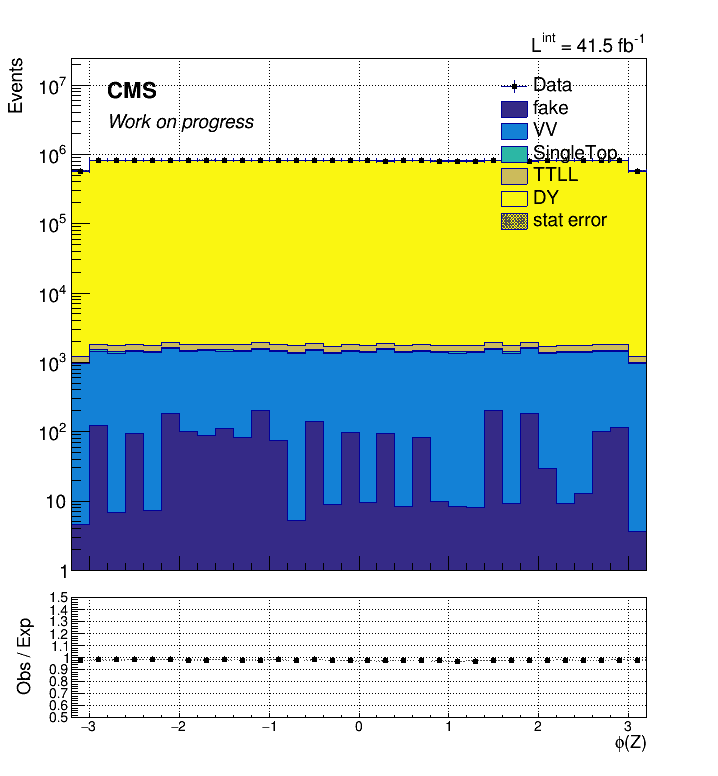 L^int = 41.5 fb^-1
Events
CMS
Work on progress
Data
fake
VV
SingleTop
TTLL
DY
stat error
10^7
10^6
10^5
10^4
10^3
10^2
10
1
Obs / Exp
1.5
1.4
1.3
1.2
1.1
1
0.9
0.8
0.7
0.6
0.5
−3 −2 −1 0 1 2 3
ϕ(Z)